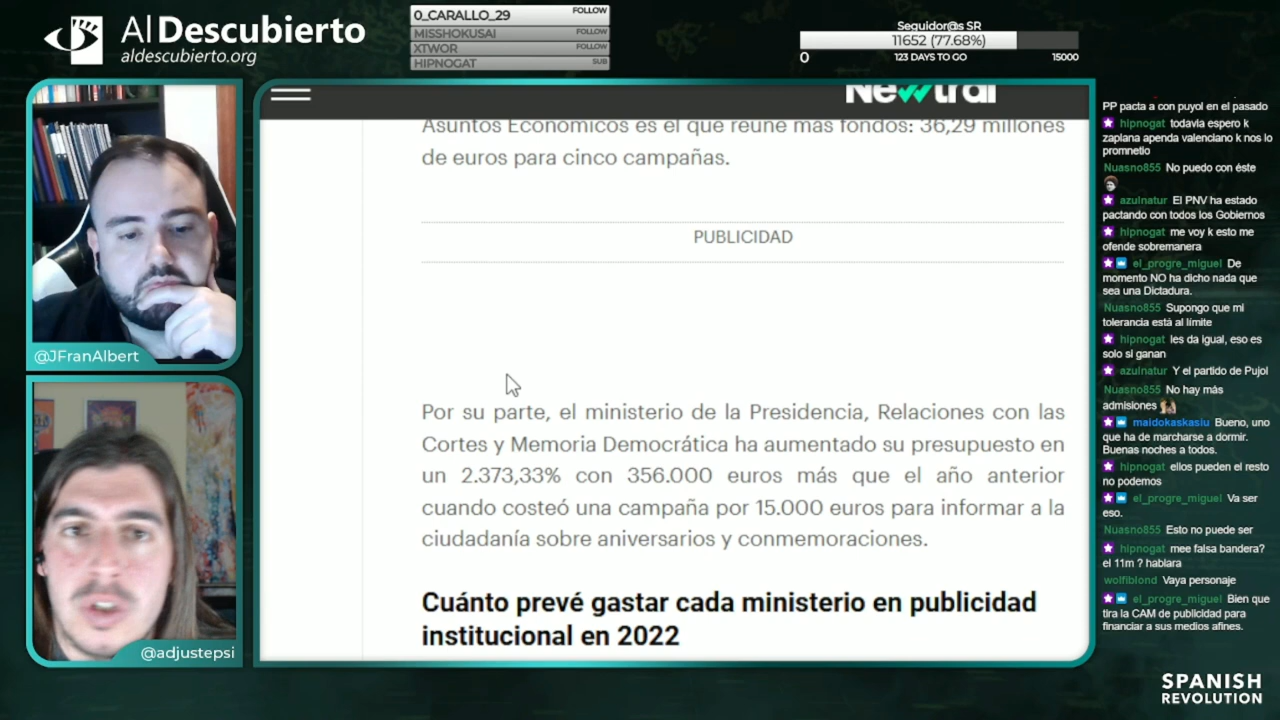 Al Descubierto
aldescubierto.org
0_CARALLO_29 FOLLOW
MISSHOKUSAI FOLLOW
XTWOR FOLLOW
HIPNOGAT SUB
Seguidor@s SR
11652 (77.68%)
0 123 DAYS TO GO 15000
@JFranAlbert
@adjustepsi
Newtral
Asuntos Económicos es el que reúne más fondos: 36,29 millones
de euros para cinco campañas.
PUBLICIDAD
Por su parte, el ministerio de la Presidencia, Relaciones con las
Cortes y Memoria Democrática ha aumentado su presupuesto en
un 2.373,33% con 356.000 euros más que el año anterior
cuando costeó una campaña por 15.000 euros para informar a la
ciudadanía sobre aniversarios y conmemoraciones.
Cuánto prevé gastar cada ministerio en publicidad
institucional en 2022
PP pacta a con puyol en el pasado
hipnogat todavia espero k
zaplana apenda valenciano k nos lo
promnetio
Nuasno855 No puedo con éste
azulnatur El PNV ha estado
pactando con todos los Gobiernos
hipnogat me voy k esto me
ofende sobremanera
el_progre_miguel De
momento NO ha dicho nada que
sea una Dictadura.
Nuasno855 Supongo que mi
tolerancia está al límite
hipnogat les da igual, eso es
solo si ganan
azulnatur Y el partido de Pujol
Nuasno855 No hay más
admisiones
maidokaskasiu Bueno, uno
que ha de marcharse a dormir.
Buenas noches a todos.
hipnogat ellos pueden el resto
no podemos
el_progre_miguel Va ser
eso.
Nuasno855 Esto no puede ser
hipnogat mee falsa bandera?
el 11m ? hablara
wolfiblond Vaya personaje
el_progre_miguel Bien que
tira la CAM de publicidad para
financiar a sus medios afines.
SPANISH
REVOLUTION